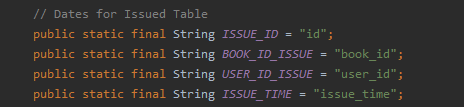 // Dates for Issued Table
public static final String ISSUE_ID = "id";
public static final String BOOK_ID_ISSUE = "book_id";
public static final String USER_ID_ISSUE = "user_id";
public static final String ISSUE_TIME = "issue_time";